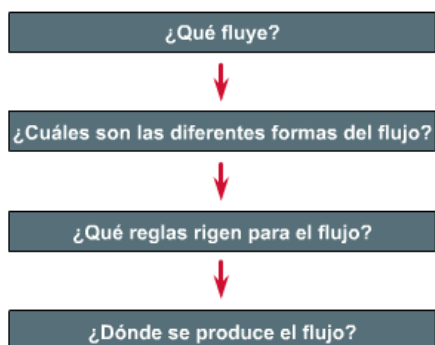 ¿Qué fluye?
¿Cuáles son las diferentes formas del flujo?
¿Qué reglas rigen para el flujo?
¿Dónde se produce el flujo?